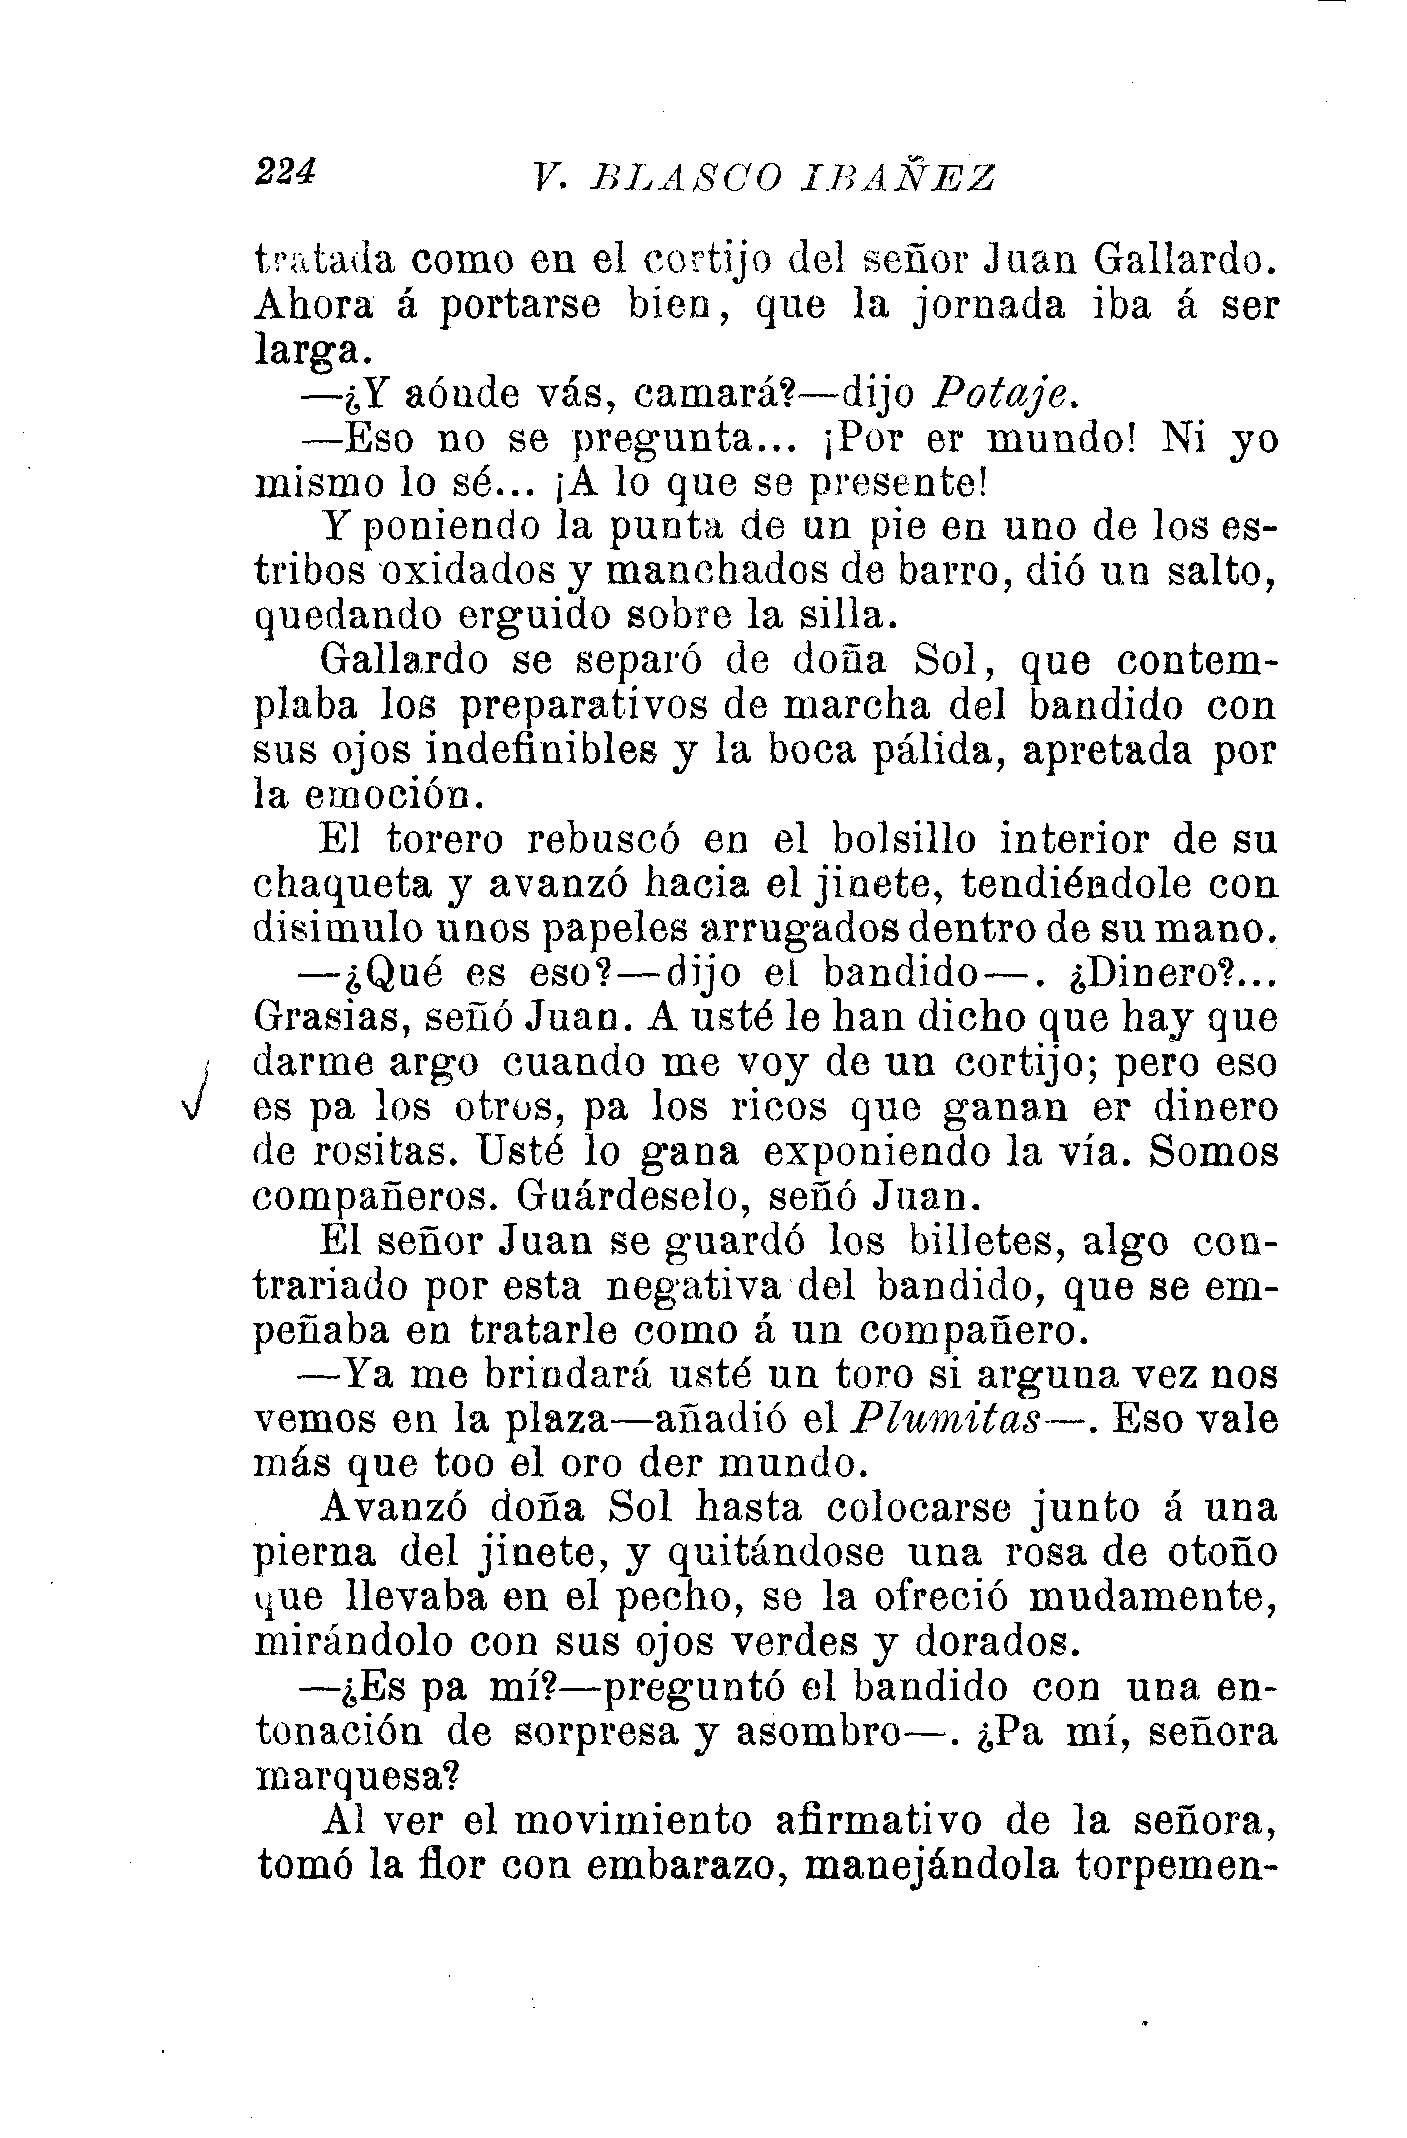 224 V. BLASCO IBAÑEZ
tratada como en el cortijo del señor Juan Gallardo.
Ahora á portarse bien, que la jornada iba á ser
larga.
—¿Y aónde vás, camará?—dijo Potaje.
—Eso no se pregunta... ¡Por er mundo! Ni yo
mismo lo sé... ¡A lo que se presente!
Y poniendo la punta de un pie en uno de los es-
tribos oxidados y manchados de barro, dió un salto,
quedando erguido sobre la silla.
Gallardo se separó de doña Sol, que contem-
plaba los preparativos de marcha del bandido con
sus ojos indefinibles y la boca pálida, apretada por
la emoción.
El torero rebuscó en el bolsillo interior de su
chaqueta y avanzó hacia el jinete, tendiéndole con
disimulo unos papeles arrugados dentro de su mano.
—¿Qué es eso?—dijo el bandido—. ¿Dinero?...
Grasias, señó Juan. A usté le han dicho que hay que
darme argo cuando me voy de un cortijo; pero eso
es pa los otros, pa los ricos que ganan er dinero
de rositas. Usté lo gana exponiendo la vía. Somos
compañeros. Guárdeselo, señó Juan.
El señor Juan se guardó los billetes, algo con-
trariado por esta negativa del bandido, que se em-
peñaba en tratarle como á un compañero.
—Ya me brindará usté un toro si arguna vez nos
vemos en la plaza—añadió el Plumitas—. Eso vale
más que too el oro der mundo.
Avanzó doña Sol hasta colocarse junto á una
pierna del jinete, y quitándose una rosa de otoño
que llevaba en el pecho, se la ofreció mudamente,
mirándolo con sus ojos verdes y dorados.
—¿Es pa mí?—preguntó el bandido con una en-
tonación de sorpresa y asombro—. ¿Pa mí, señora
marquesa?
Al ver el movimiento afirmativo de la señora,
tomó la flor con embarazo, manejándola torpemen-